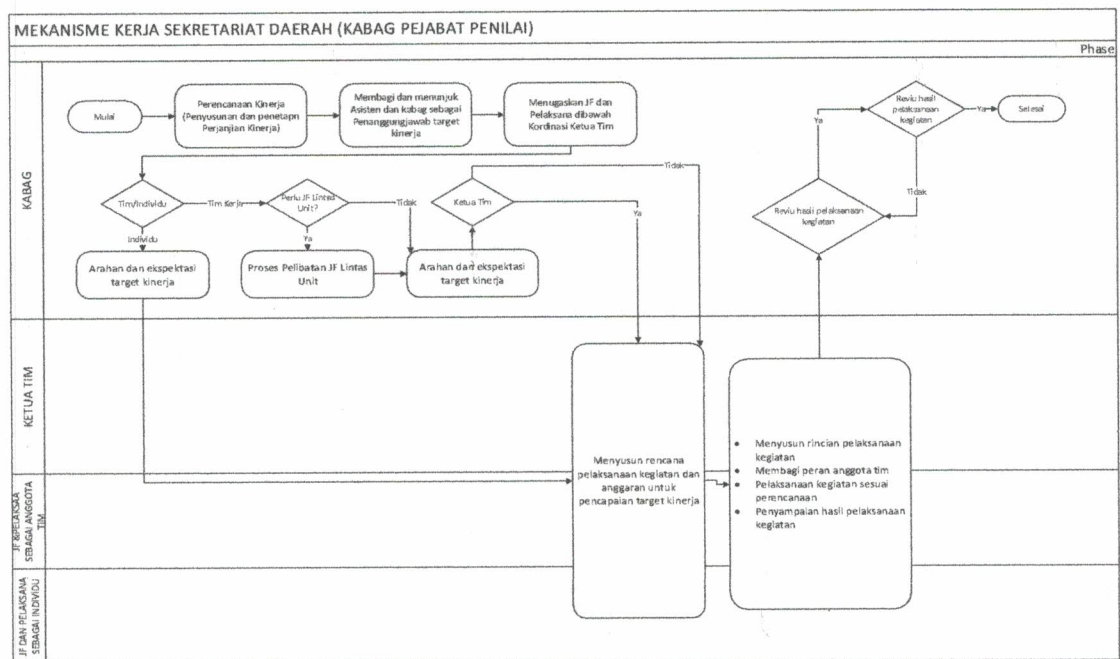 MEKANISME KERJA SEKRETARIAT DAERAH (KABAG PEJABAT PENILAI)
Phase
KABAG
Mulai
Perencanaan Kinerja
(Penyusunan dan penetapn
Perjanjian Kinerja)
Membagi dan menunjuk
Asisten dan kabag sebagai
Penanggungjawab target
kinerja
Menugaskan JF dan
Pelaksana dibawah
Kordinasi Ketua Tim
Reviu hasil
pelaksanaan
kegiatan
Ya
Selesai
Ya
Tidak
Reviu hasil pelaksanaan
kegiatan
Tim/Individu
Tim Kerja
Perlu JF Lintas
Unit?
Tidak
Ketua Tim
Tidak
Ya
Individu
Ya
Arahan dan ekspektasi
target kinerja
Proses Pelibatan JF Lintas
Unit
Arahan dan ekspektasi
target kinerja
KETUA TIM
Menyusun rencana
pelaksanaan kegiatan dan
anggaran untuk
pencapaian target kinerja
• Menyusun rincian pelaksanaan
kegiatan
• Membagi peran anggota tim
• Pelaksanaan kegiatan sesuai
perencanaan
• Penyampaian hasil pelaksanaan
kegiatan
JF &PELAKSAA
SEBAGAI ANGGOTA
TIM
JF DAN PELAKSANA
SEBAGAI INDIVIDU